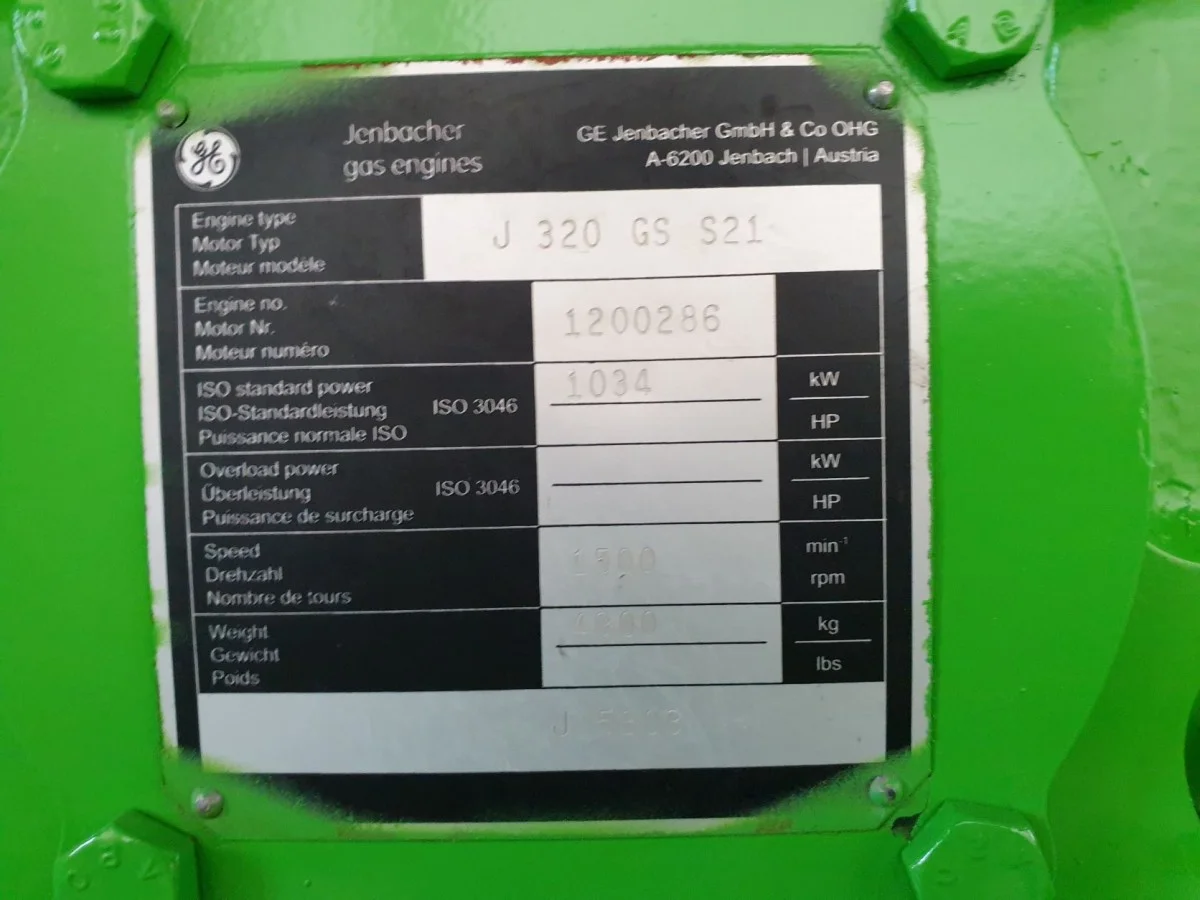 GE
Jenbacher
gas engines
GE Jenbacher GmbH & Co OHG
A-6200 Jenbach | Austria
Engine type
Motor Typ
Moteur modéle
J 320 GS S21
Engine no.
Motor Nr.
Moteur numéro
1200286
ISO standard power
ISO-Standardleistung
Puissance normale ISO
ISO 3046
1034
kW
HP
Overload power
Überleistung
Puissance de surcharge
ISO 3046
kW
HP
Speed
Drehzahl
Nombre de tours
1500
min-1
rpm
Weight
Gewicht
Poids
kg
lbs